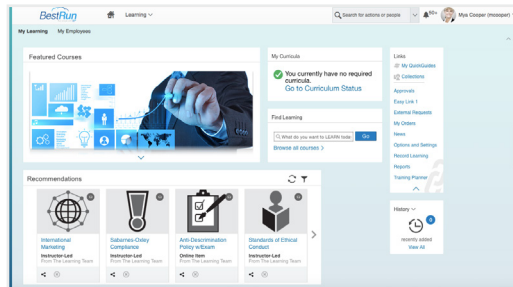 BestRun
Learning
Search for actions or people
50+
Mya Cooper (mcooper)
My Learning My Employees
Featured Courses
My Curricula
You currently have no required
curricula.
Go to Curriculum Status
Find Learning
What do you want to LEARN today
Go
Browse all courses >
Links
My QuickGuides
Collections
Approvals
Easy Link 1
External Requests
My Orders
News
Options and Settings
Record Learning
Reports
Training Planner
Recommendations
International
Marketing
Instructor-Led
From The Learning Team
Sabarnes-Oxley
Compliance
Instructor-Led
From The Learning Team
Anti-Descrimination
Policy w/Exam
Online Item
From The Learning Team
Standards of Ethical
Conduct
Instructor-Led
From The Learning Team
History
0
recently added
View All